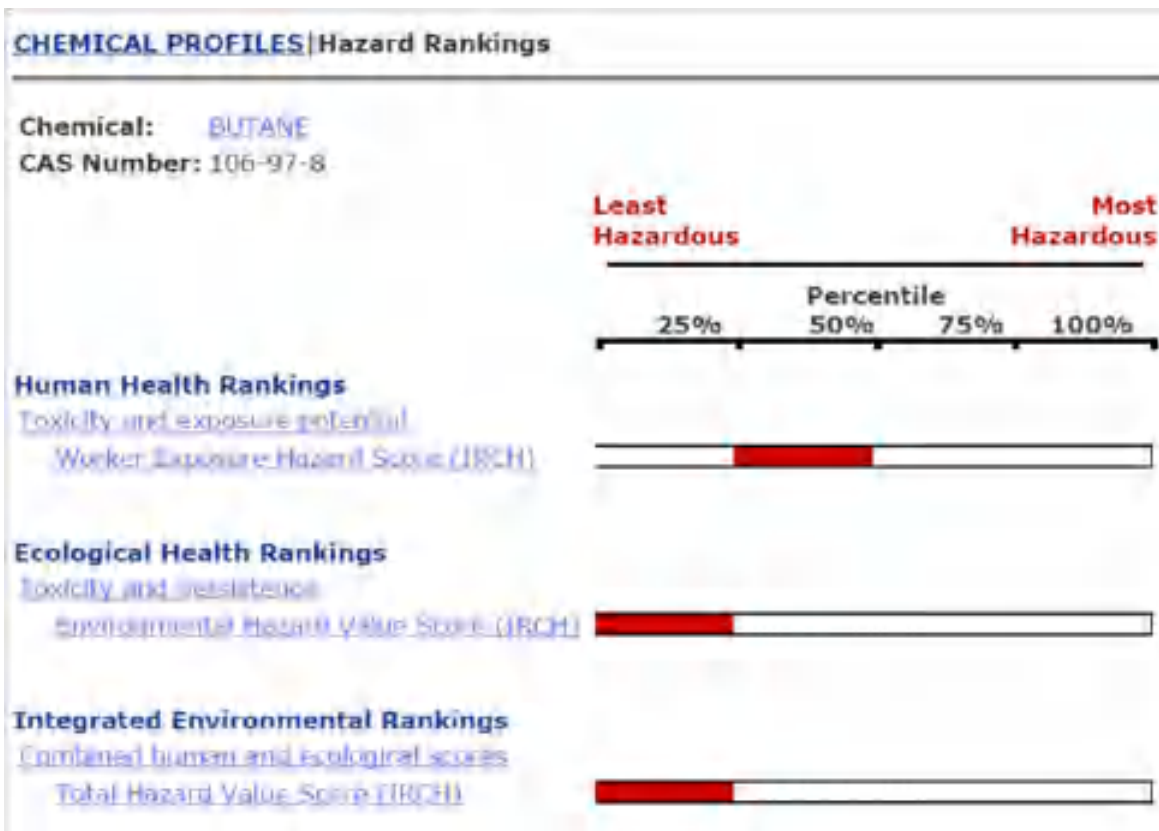 CHEMICAL PROFILES|Hazard Rankings
Chemical: BUTANE
CAS Number: 106-97-8
Least Hazardous
Most Hazardous
Percentile
25% 50% 75% 100%
Human Health Rankings
Toxicity and exposure potential
Worker Exposure Hazard Score (IRCH)
Ecological Health Rankings
Toxicity and persistence
Environmental Hazard Value Score (IRCH)
Integrated Environmental Rankings
Combined human and ecological scores
Total Hazard Value Score (IRCH)